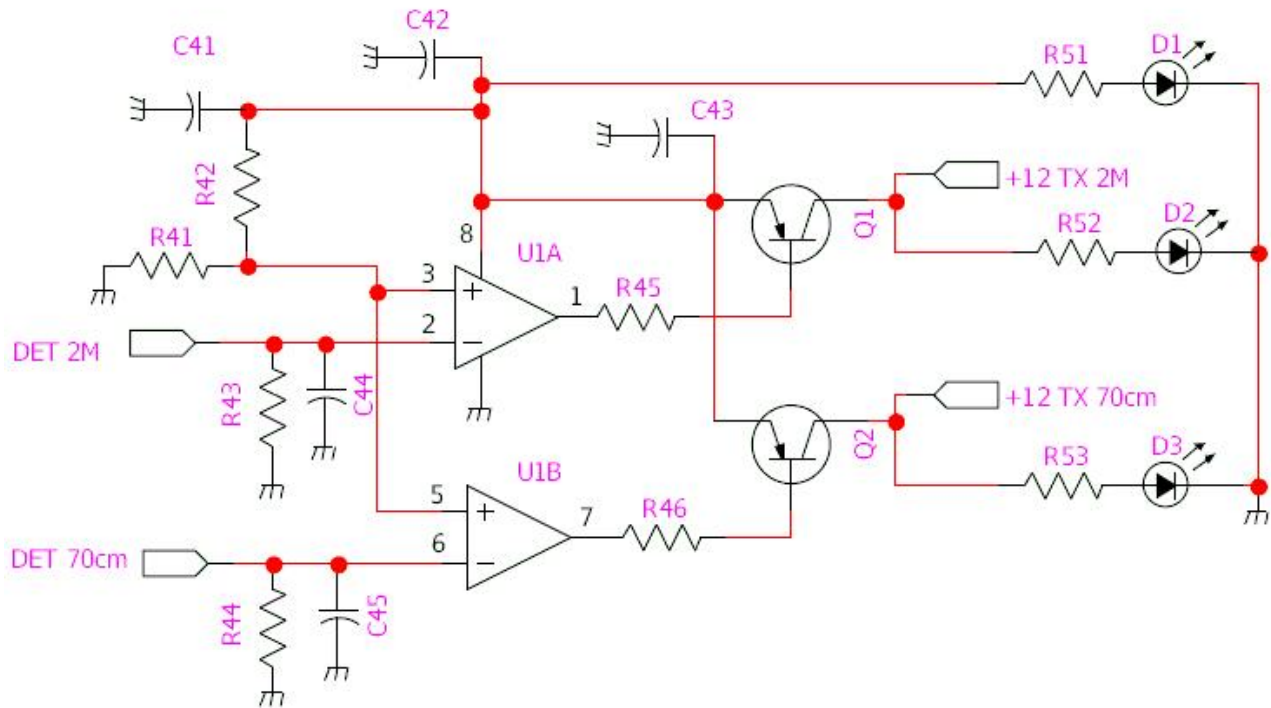 C42
C41
R51
D1
C43
R42
+12 TX 2M
Q1
R52
D2
R41
8
U1A
3
1
R45
2
DET 2M
R43
C44
+12 TX 70cm
Q2
R53
D3
U1B
5
7
R46
6
DET 70cm
R44
C45